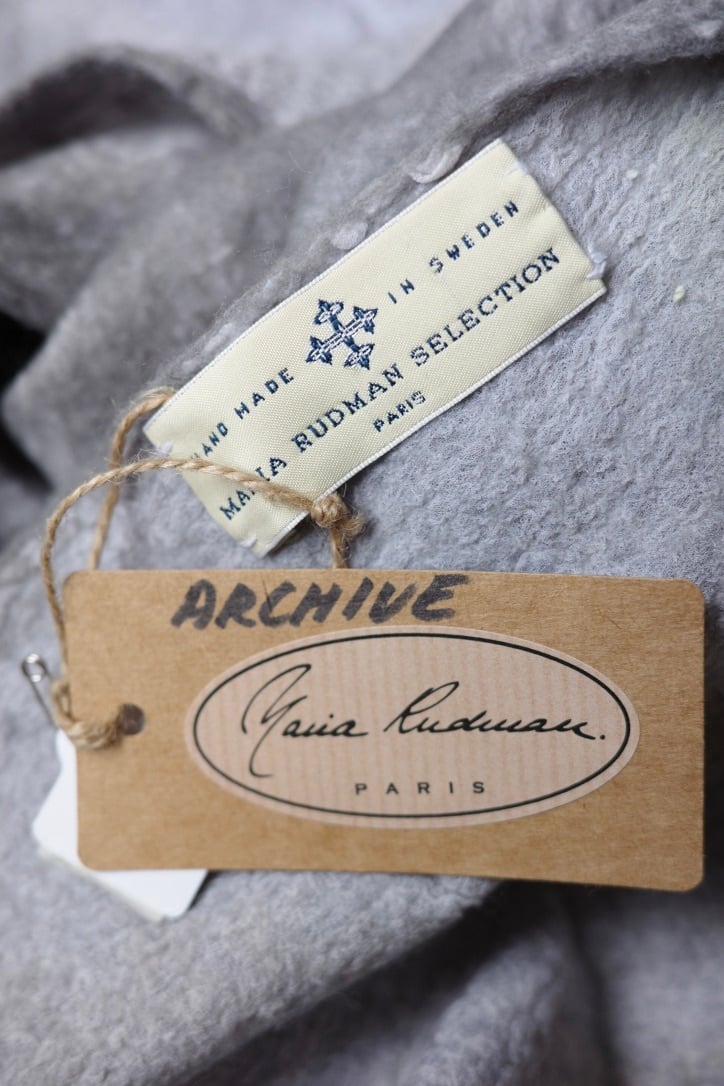 HAND MADE IN SWEDEN
MARIA RUDMAN SELECTION
PARIS
ARCHIVE
Maria Rudman.
PARIS